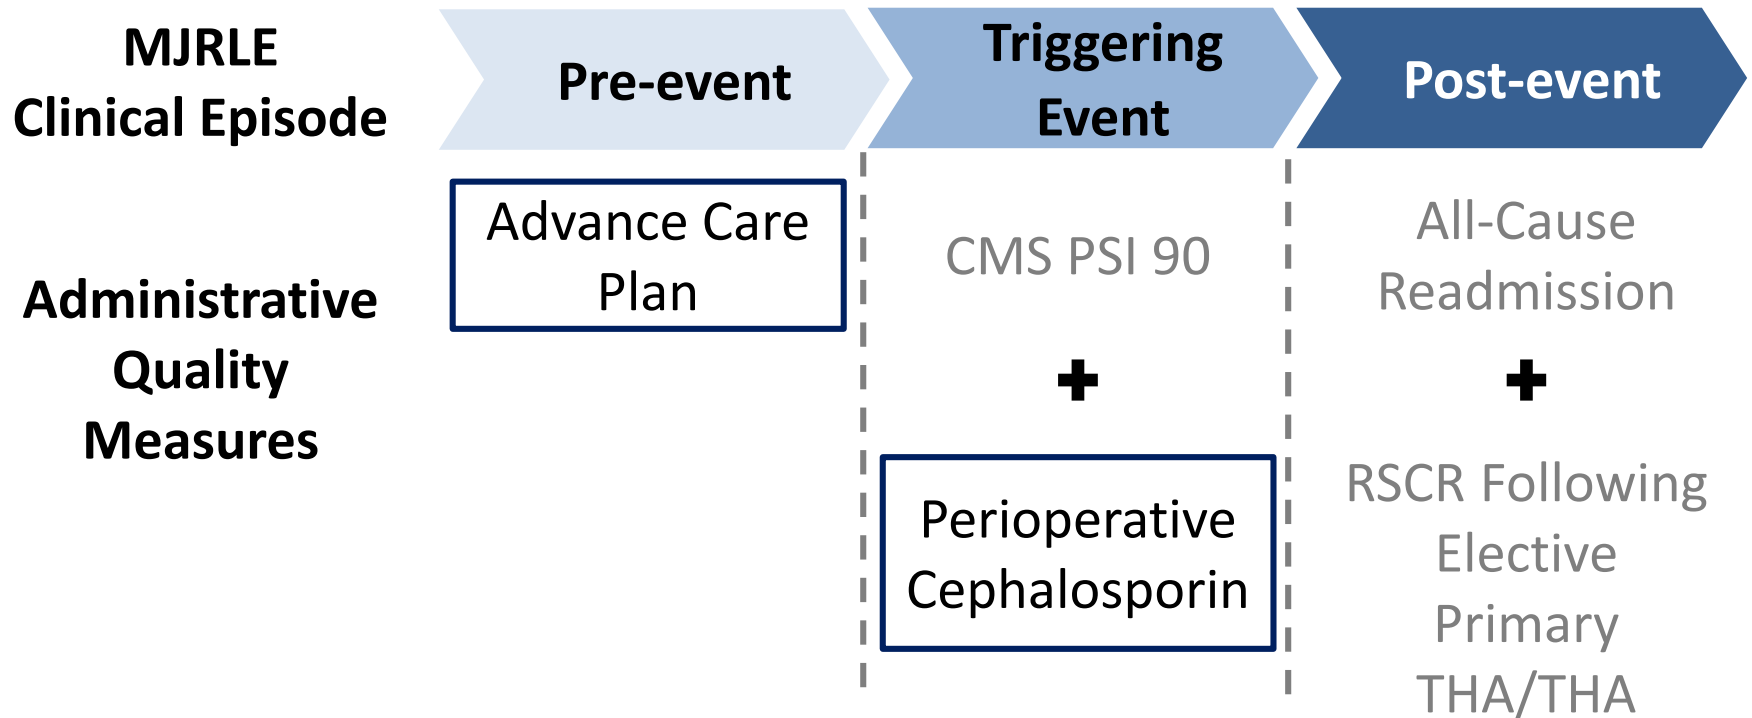 MJRLE
Clinical Episode
Pre-event
Triggering
Event
Post-event
Administrative
Quality
Measures
Advance Care
Plan
CMS PSI 90
+
Perioperative
Cephalosporin
All-Cause
Readmission
+
RSCR Following
Elective
Primary
THA/THA